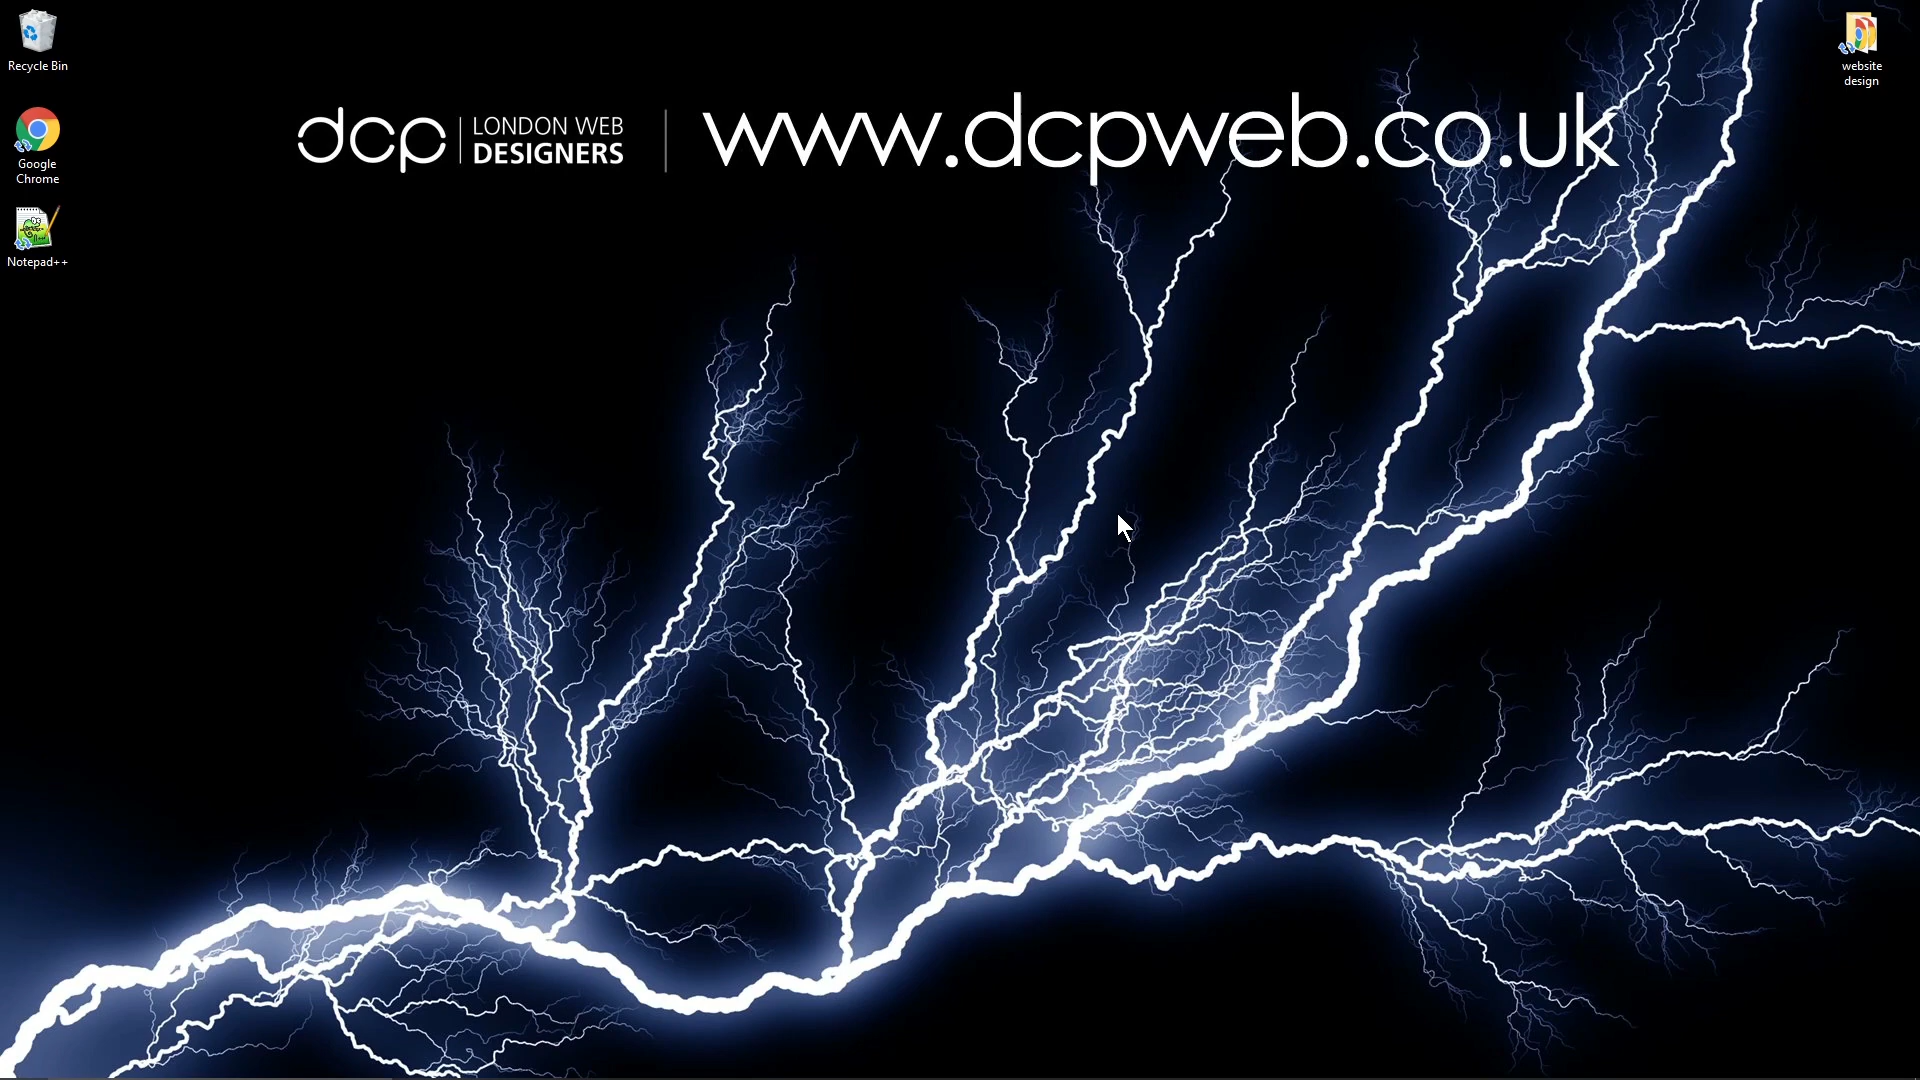 Recycle Bin
Google
Chrome
Notepad++
dcp LONDON WEB
DESIGNERS
www.dcpweb.co.uk
website
design